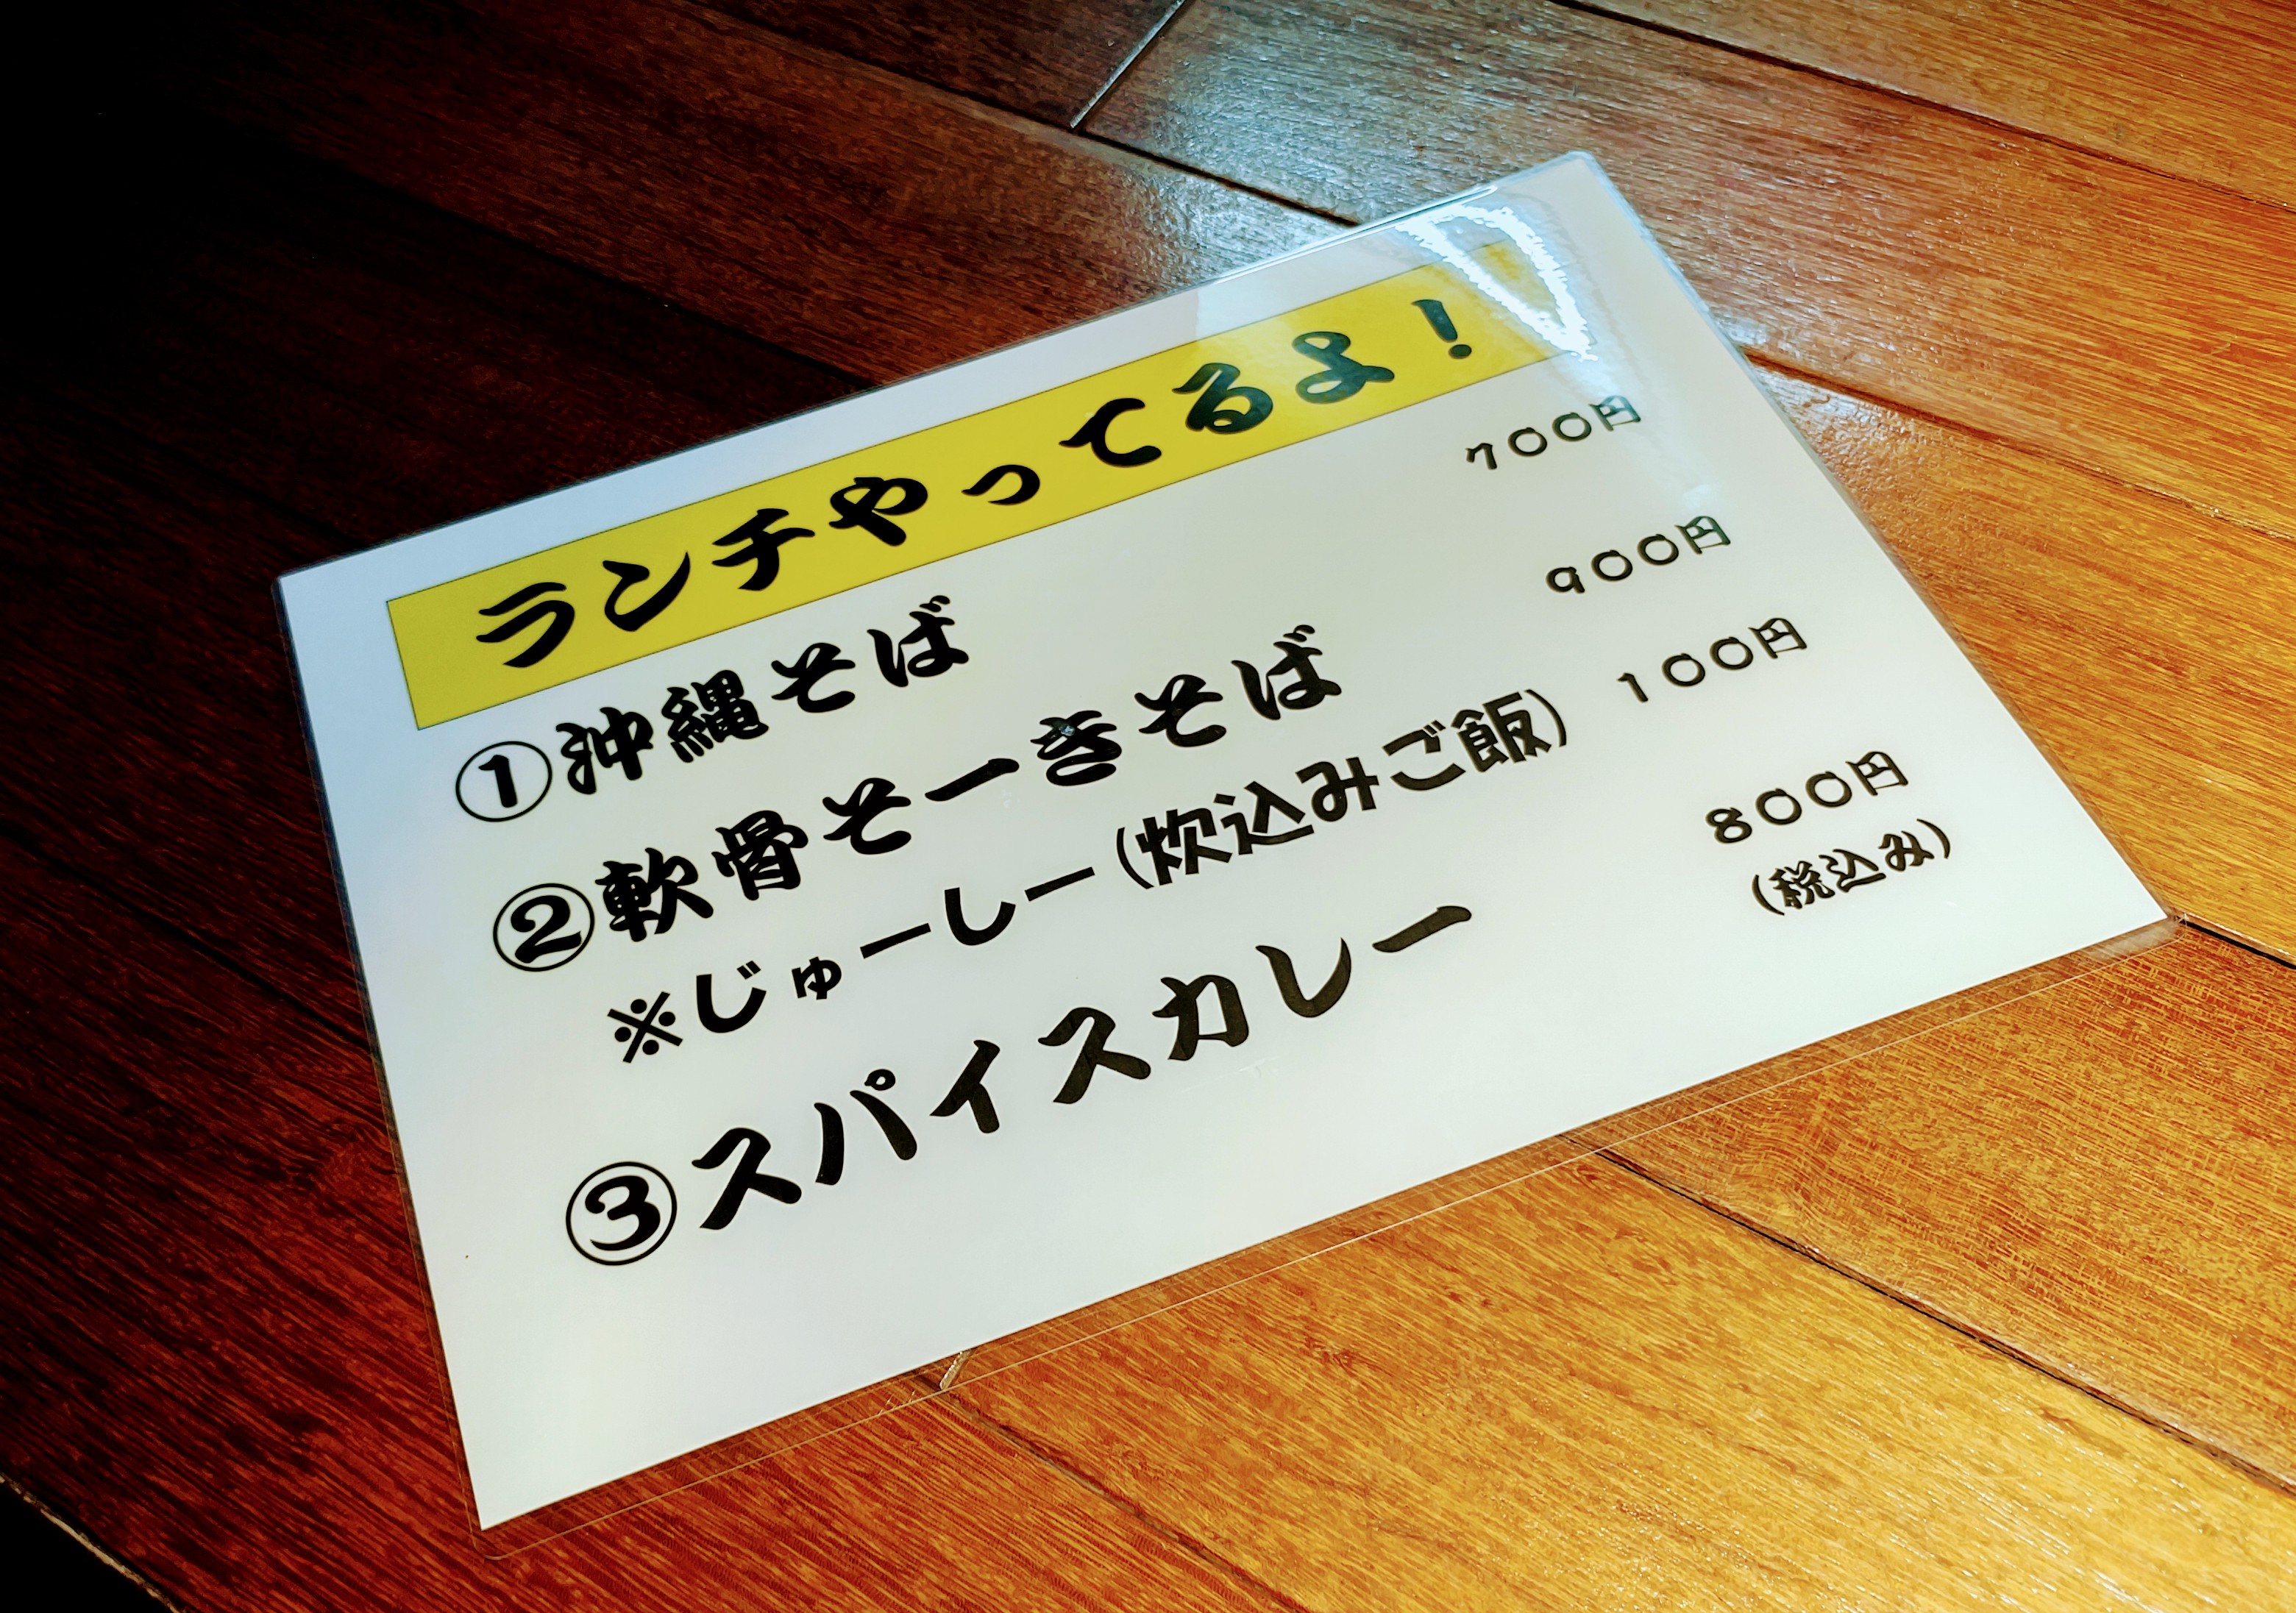 ランチやってるよ！
①沖縄そば 700円
②軟骨そーきそば 900円
※じゅーしー(炊込みご飯) 100円
③スパイスカレー 800円
(税込み)